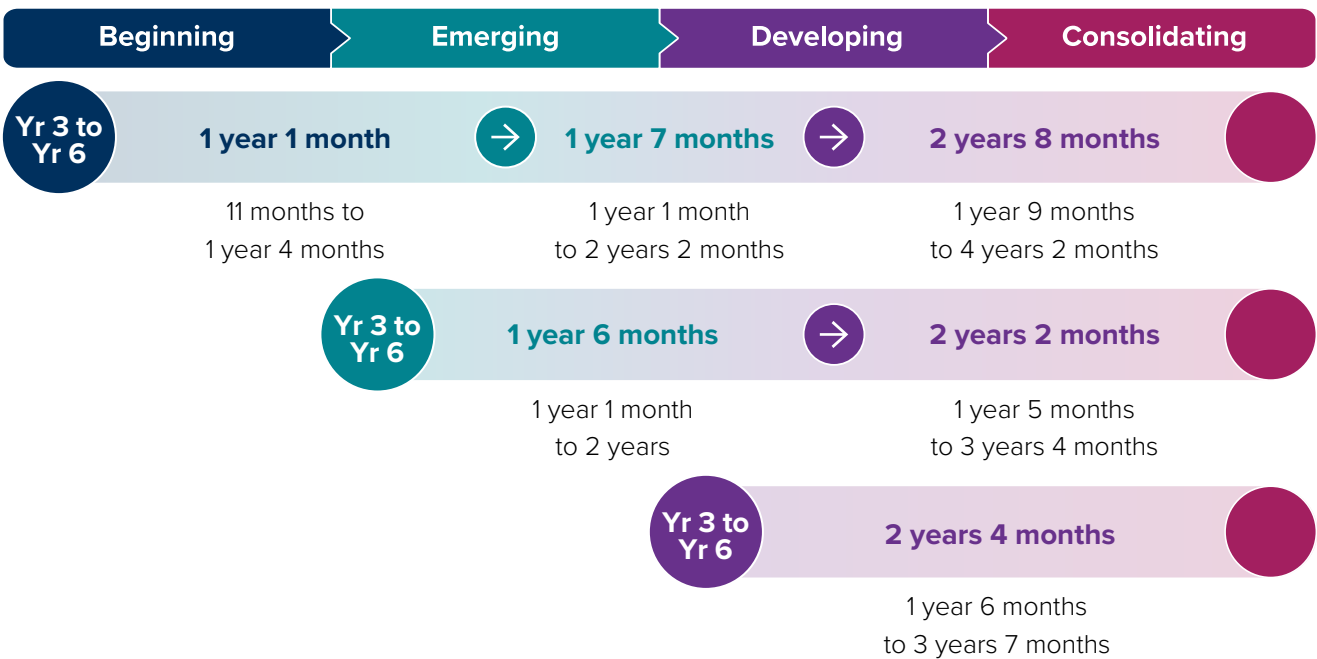 Beginning
Emerging
Developing
Consolidating
Yr 3 to
Yr 6
1 year 1 month
1 year 7 months
2 years 8 months
11 months to
1 year 4 months
1 year 1 month
to 2 years 2 months
1 year 9 months
to 4 years 2 months
Yr 3 to
Yr 6
1 year 6 months
2 years 2 months
1 year 1 month
to 2 years
1 year 5 months
to 3 years 4 months
Yr 3 to
Yr 6
2 years 4 months
1 year 6 months
to 3 years 7 months